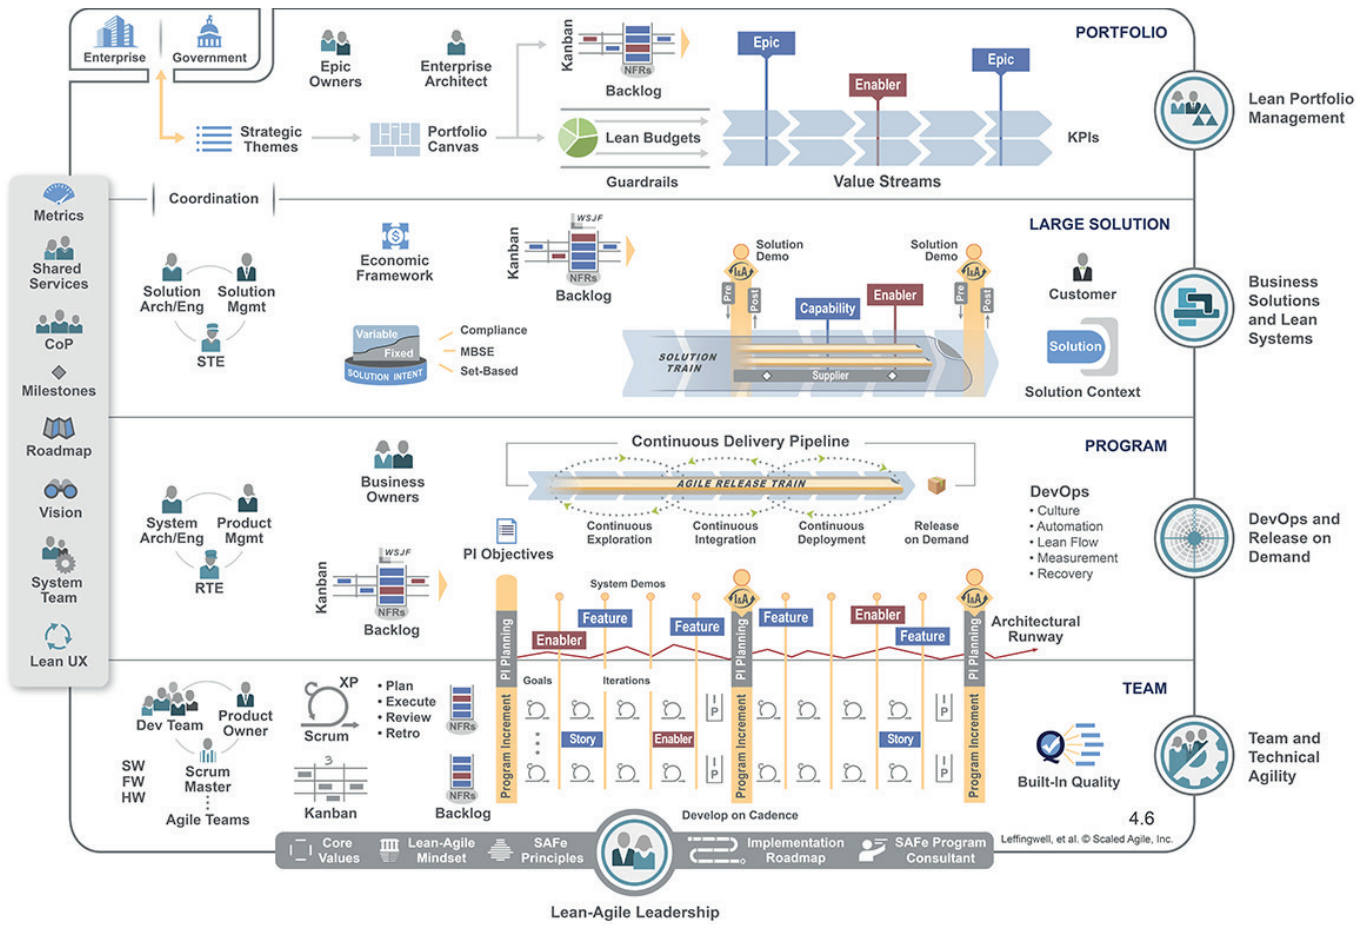 Enterprise
Government
Epic
Owners
Enterprise
Architect
Kanban
NFRs
Backlog
Epic
Enabler
Epic
PORTFOLIO
Strategic
Themes
Portfolio
Canvas
Lean Budgets
Guardrails
Value Streams
KPIs
Lean Portfolio
Management
Metrics
Shared
Services
CoP
Milestones
Roadmap
Vision
System
Team
Lean UX
Coordination
Solution
Arch/Eng
Solution
Mgmt
STE
Economic
Framework
Variable
Fixed
SOLUTION INTENT
Compliance
MBSE
Set-Based
Kanban
WSJF
NFRs
Backlog
LARGE SOLUTION
Solution
Demo
Solution
Demo
I&A
I&A
Pre
Post
Pre
Post
Capability
Enabler
SOLUTION
TRAIN
Supplier
Customer
Solution
Solution Context
Business
Solutions
and Lean
Systems
PROGRAM
Business
Owners
Continuous Delivery Pipeline
AGILE RELEASE TRAIN
Continuous
Exploration
Continuous
Integration
Continuous
Deployment
Release
on Demand
DevOps
• Culture
• Automation
• Lean Flow
• Measurement
• Recovery
DevOps and
Release on
Demand
System
Arch/Eng
Product
Mgmt
RTE
PI Objectives
Kanban
WSJF
NFRs
Backlog
System Demos
I&A
I&A
Enabler
Feature
Feature
Feature
Enabler
Feature
Architectural
Runway
PI Planning
PI Planning
PI Planning
TEAM
Dev Team
Product
Owner
Scrum
Master
Agile Teams
SW
FW
HW
XP
Scrum
• Plan
• Execute
• Review
• Retro
3
Kanban
NFRs
NFRs
Backlog
Program Increment
Program Increment
Program Increment
Goals
Iterations
Story
Enabler
Story
I P
I P
I P
I P
Develop on Cadence
Built-In Quality
Team and
Technical
Agility
4.6
Leffingwell, et al. © Scaled Agile, Inc.
Core
Values
Lean-Agile
Mindset
SAFe
Principles
Implementation
Roadmap
SAFe Program
Consultant
Lean-Agile Leadership